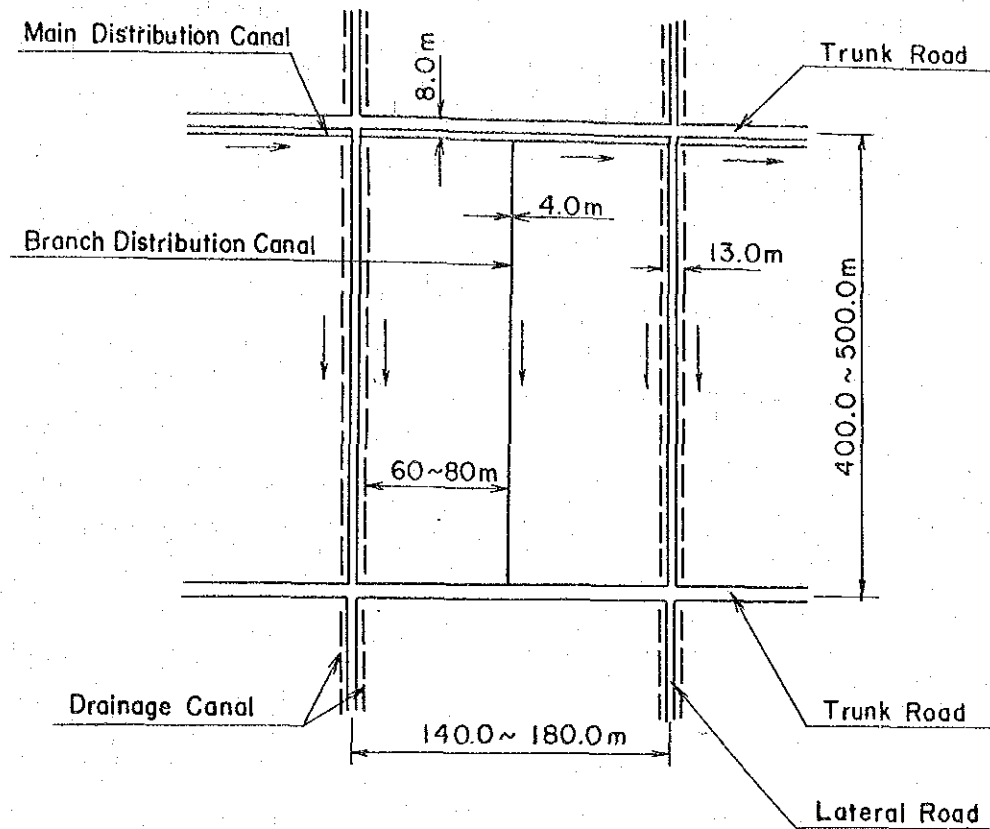 Main Distribution Canal
Trunk Road
8.0m
4.0m
Branch Distribution Canal
13.0m
400.0~500.0m
60~80m
Drainage Canal
Trunk Road
140.0~180.0m
Lateral Road